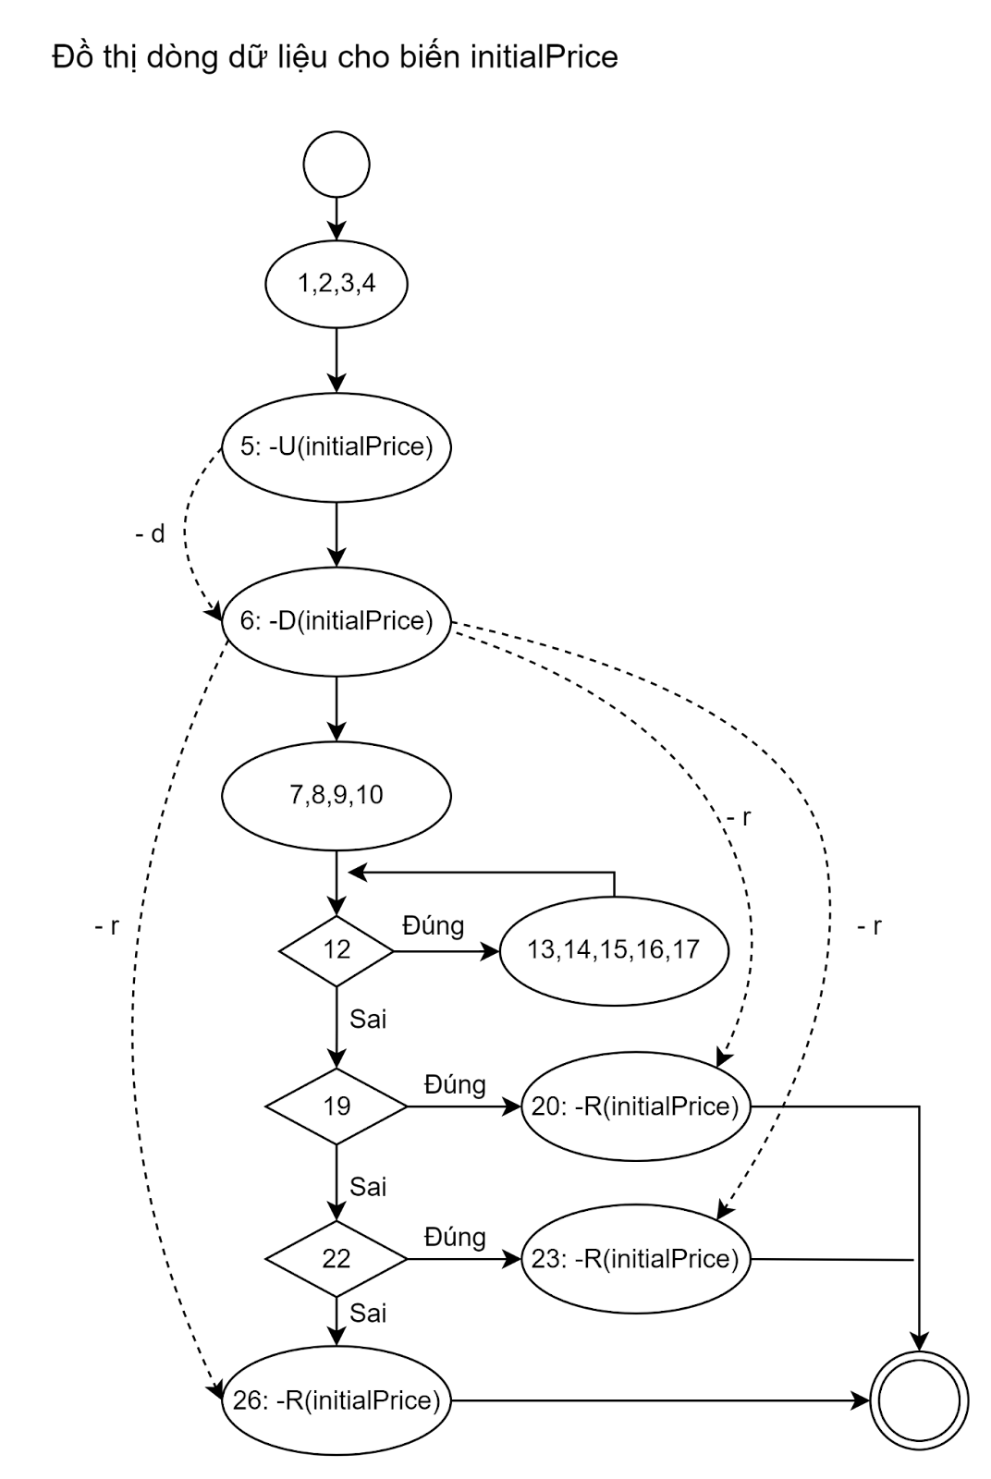 Đồ thị dòng dữ liệu cho biến initialPrice
1,2,3,4
5: -U(initialPrice)
- d
6: -D(initialPrice)
7,8,9,10
- r
- r
- r
12
Đúng
13,14,15,16,17
Sai
19
Đúng
20: -R(initialPrice)
Sai
22
Đúng
23: -R(initialPrice)
Sai
26: -R(initialPrice)